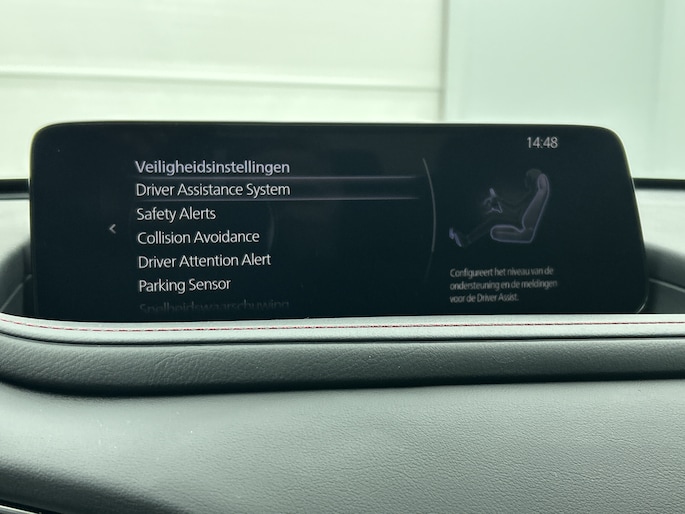 14:48
Veiligheidsinstellingen
Driver Assistance System
Safety Alerts
Collision Avoidance
Driver Attention Alert
Parking Sensor
Snelheidswaarschuwing
Configureert het niveau van de
ondersteuning en de meldingen
voor de Driver Assist.